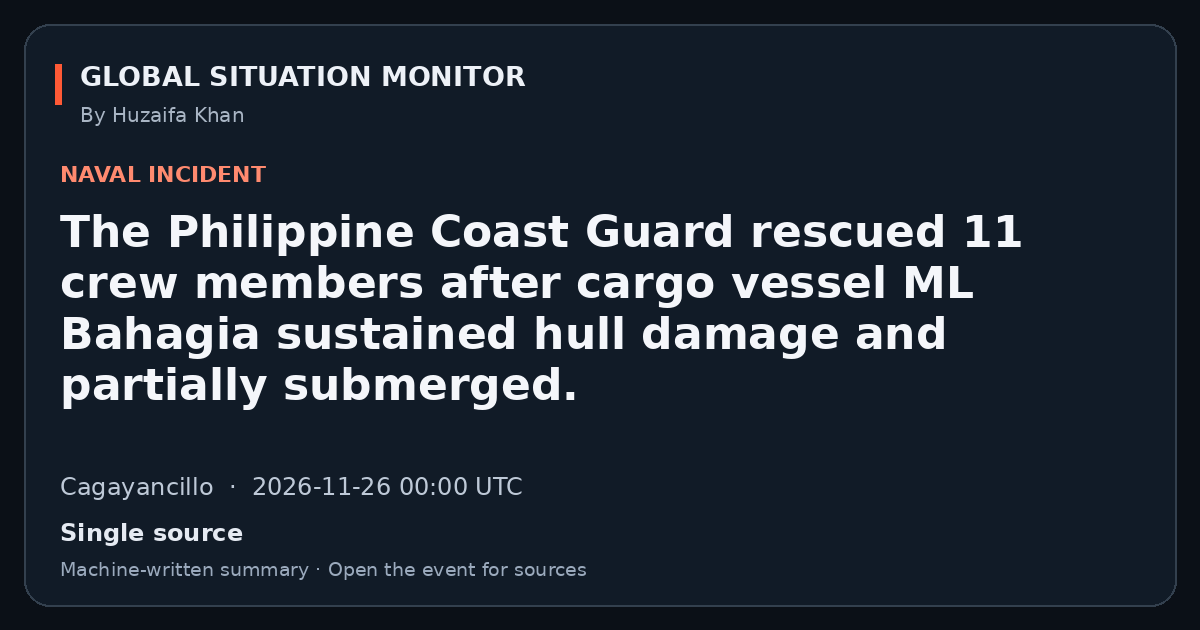 GLOBAL SITUATION MONITOR
By Huzaifa Khan
NAVAL INCIDENT
The Philippine Coast Guard rescued 11
crew members after cargo vessel ML
Bahagia sustained hull damage and
partially submerged.
Cagayancillo · 2026-11-26 00:00 UTC
Single source
Machine-written summary · Open the event for sources